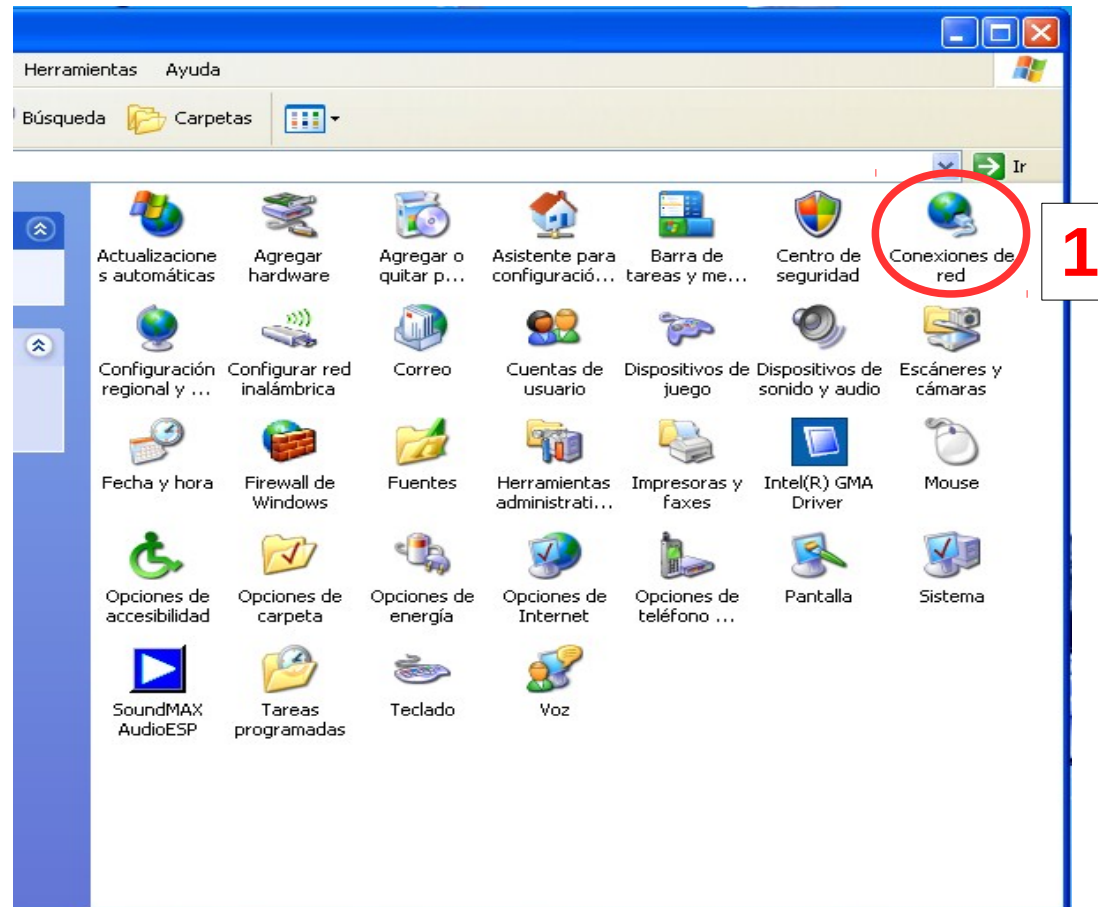 Herramientas Ayuda
Búsqueda Carpetas
Ir
1
Actualizacione
s automáticas
Agregar
hardware
Agregar o
quitar p...
Asistente para
configuració...
Barra de
tareas y me...
Centro de
seguridad
Conexiones de
red
Configuración
regional y ...
Configurar red
inalámbrica
Correo
Cuentas de
usuario
Dispositivos de
juego
Dispositivos de
sonido y audio
Escáneres y
cámaras
Fecha y hora
Firewall de
Windows
Fuentes
Herramientas
administrati...
Impresoras y
faxes
Intel(R) GMA
Driver
Mouse
Opciones de
accesibilidad
Opciones de
carpeta
Opciones de
energía
Opciones de
Internet
Opciones de
teléfono ...
Pantalla
Sistema
SoundMAX
AudioESP
Tareas
programadas
Teclado
Voz